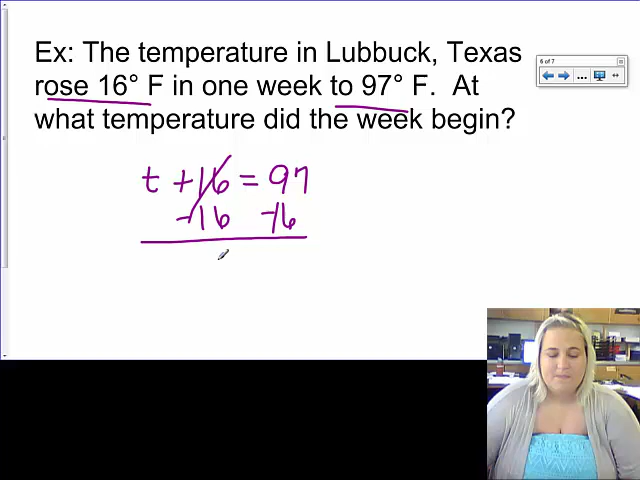 Ex: The temperature in Lubbuck, Texas
rose 16° F in one week to 97° F. At
what temperature did the week begin?
6 of 7
...
t + 16 = 97
-16 -16